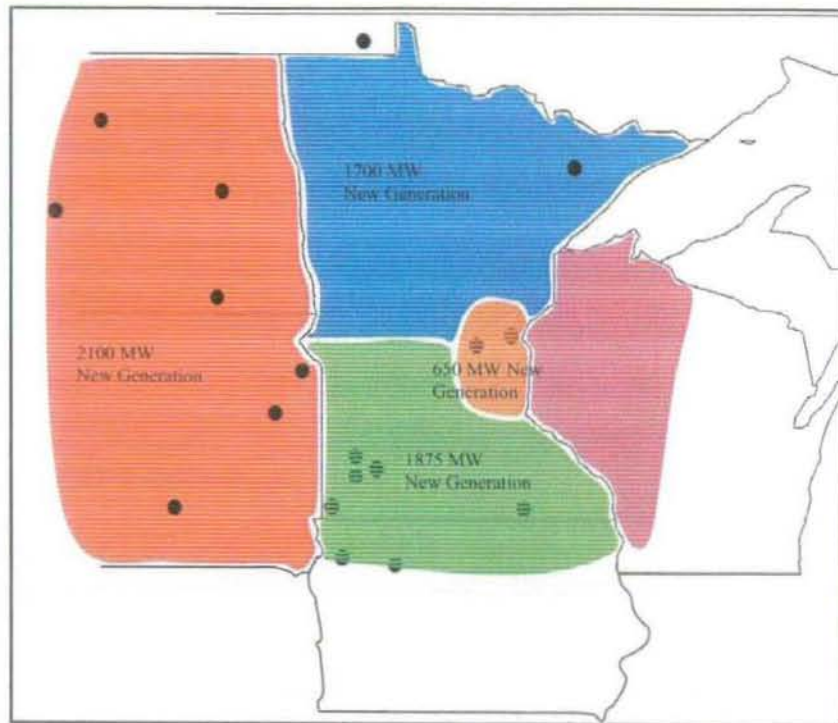 1700 MW
New Generation
2100 MW
New Generation
650 MW New
Generation
1875 MW
New Generation